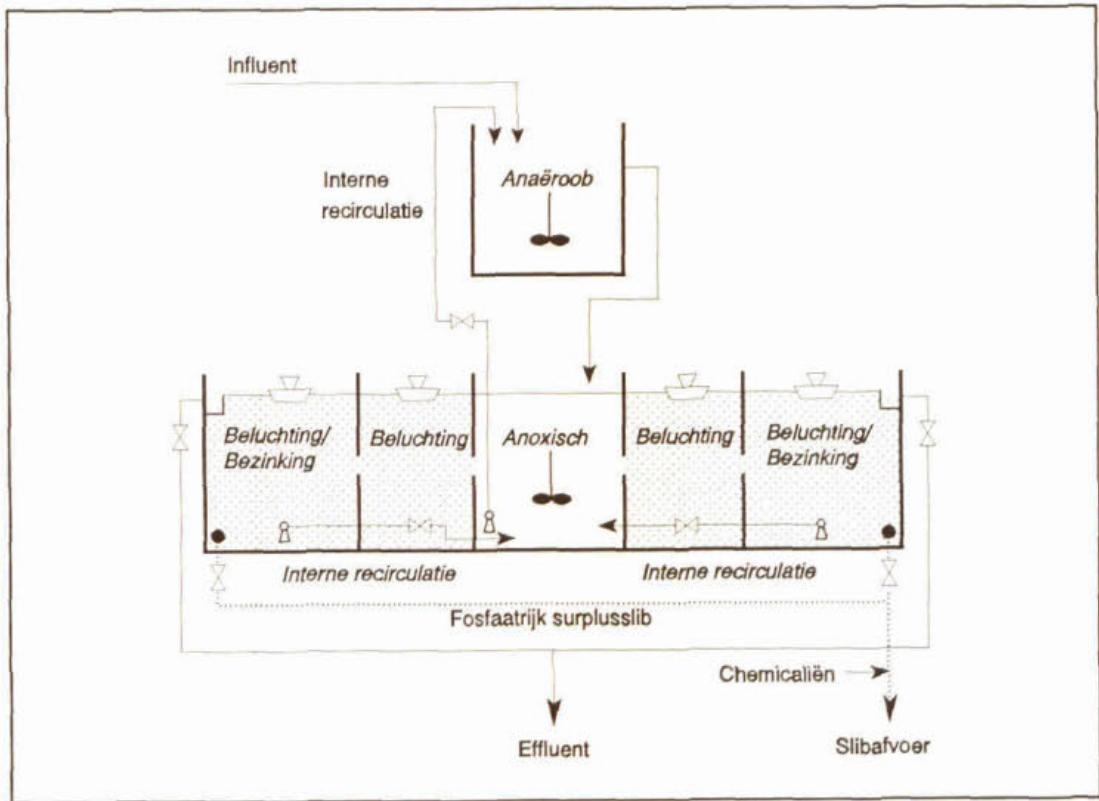 Influent
Interne
recirculatie
Anaëroob
Beluchting/
Bezinking
Beluchting
Anoxisch
Beluchting
Beluchting/
Bezinking
Interne recirculatie
Interne recirculatie
Fosfaatrijk surplusslib
Chemicaliën
Effluent
Slibafvoer